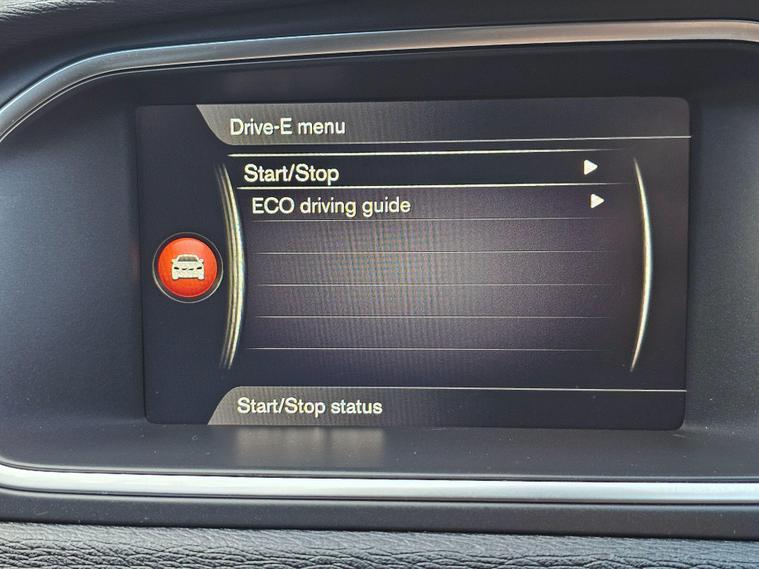 Drive-E menu
Start/Stop
ECO driving guide
Start/Stop status